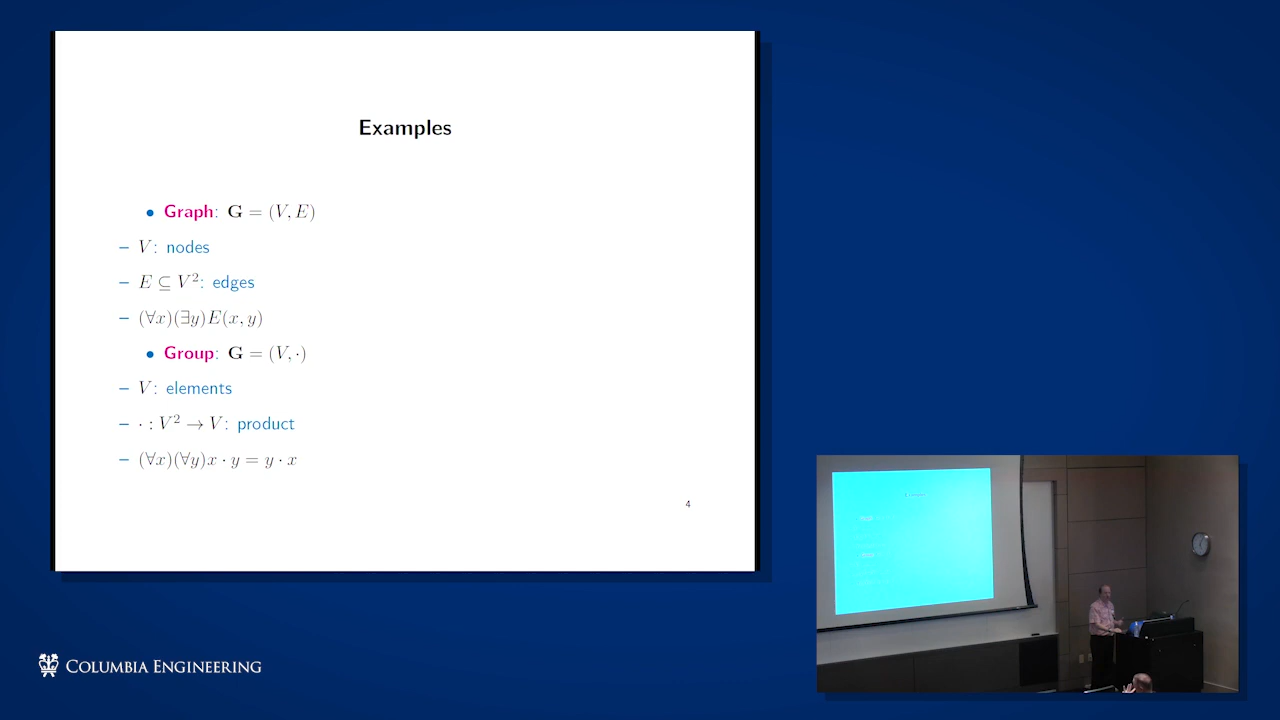 Examples
• Graph: G = (V, E)
– V: nodes
– E ⊆ V²: edges
– (∀x)(∃y)E(x, y)
• Group: G = (V, ·)
– V: elements
– · : V² → V: product
– (∀x)(∀y)x · y = y · x
4
COLUMBIA ENGINEERING